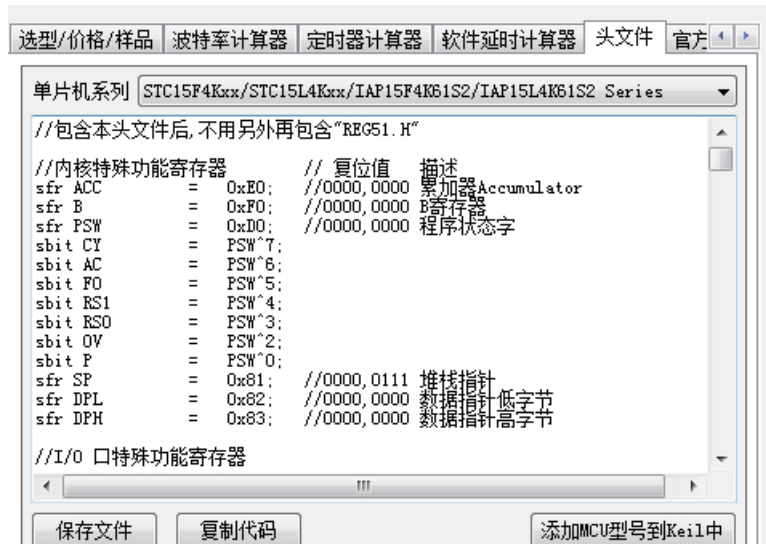 选型/价格/样品 波特率计算器 定时器计算器 软件延时计算器 头文件 官方
单片机系列 STC15F4Kxx/STC15L4Kxx/IAP15F4K61S2/IAP15L4K61S2 Series
//包含本头文件后,不用另外再包含"REG51.H"
//内核特殊功能寄存器 // 复位值 描述
sfr ACC = 0xE0; //0000,0000 累加器Accumulator
sfr B = 0xF0; //0000,0000 B寄存器
sfr PSW = 0xD0; //0000,0000 程序状态字
sbit CY = PSW^7;
sbit AC = PSW^6;
sbit F0 = PSW^5;
sbit RS1 = PSW^4;
sbit RS0 = PSW^3;
sbit OV = PSW^2;
sbit P = PSW^0;
sfr SP = 0x81; //0000,0111 堆栈指针
sfr DPL = 0x82; //0000,0000 数据指针低字节
sfr DPH = 0x83; //0000,0000 数据指针高字节
//I/O 口特殊功能寄存器
保存文件 复制代码 添加MCU型号到Keil中